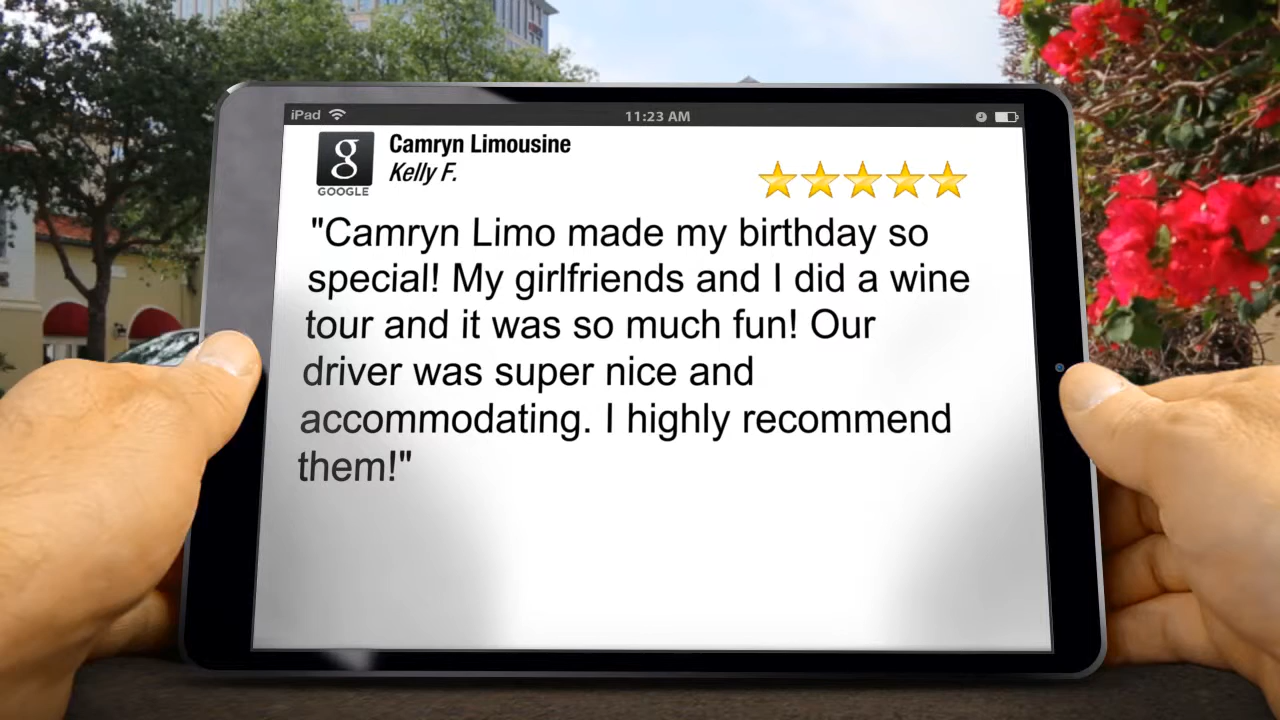 iPad
11:23 AM
g
GOOGLE
Camryn Limousine
Kelly F.
"Camryn Limo made my birthday so
special! My girlfriends and I did a wine
tour and it was so much fun! Our
driver was super nice and
accommodating. I highly recommend
them!"